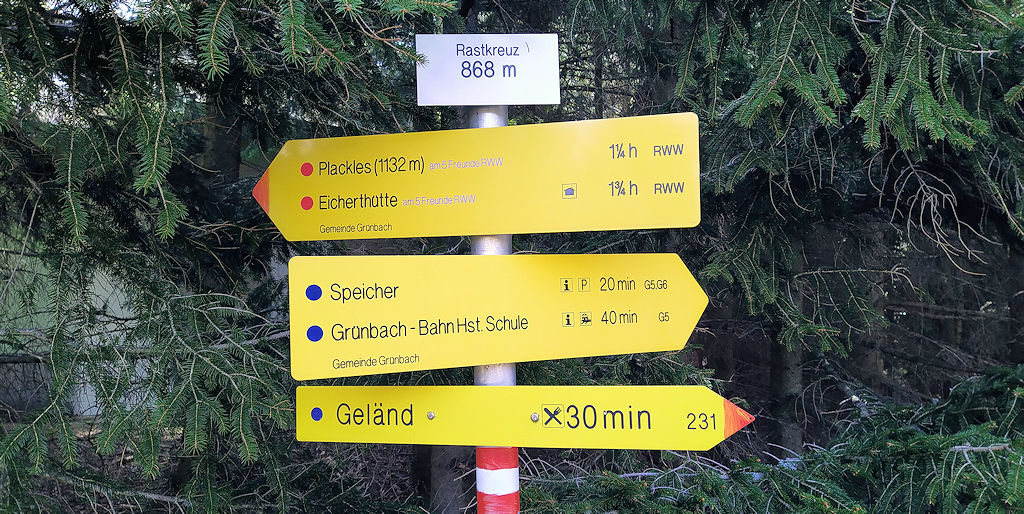 Rastkreuz
868 m
Plackles (1132 m) am 5 Freunde RWW 1¼ h RWW
Eicherthütte am 5 Freunde RWW 1¾ h RWW
Gemeinde Grünbach
Speicher i P 20 min G5,G6
Grünbach - Bahn Hst. Schule i 40 min G5
Gemeinde Grünbach
Geländ 30 min 231